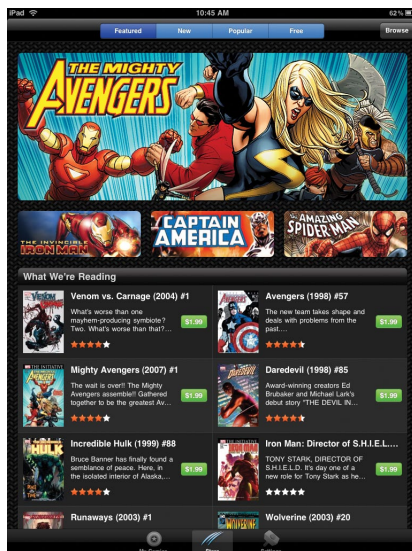 iPad 10:45 AM 62%
Featured New Popular Free Browse
THE MIGHTY
AVENGERS
THE INVINCIBLE
IRON MAN
CAPTAIN
AMERICA
THE AMAZING
SPIDER-MAN
What We're Reading
Venom vs. Carnage (2004) #1
What's worse than one
mayhem-producing symbiote?
Two. What's worse than that?...
$1.99
Avengers (1998) #57
The new team takes shape and
deals with problems from the
past....
$1.99
Mighty Avengers (2007) #1
The wait is over!! The Mighty
Avengers assemble!! Gathered
together to be the greatest Av...
$1.99
Daredevil (1998) #85
Award-winning creators Ed
Brubaker and Michael Lark's
debut story "THE DEVIL IN...
$1.99
Incredible Hulk (1999) #88
Bruce Banner has finally found a
semblance of peace. Here, in
the isolated interior of Alaska,...
$1.99
Iron Man: Director of S.H.I.E.L....
TONY STARK, DIRECTOR OF
S.H.I.E.L.D. It's day one of a
new role for Tony Stark as he...
$1.99
Runaways (2003) #1
Wolverine (2003) #20